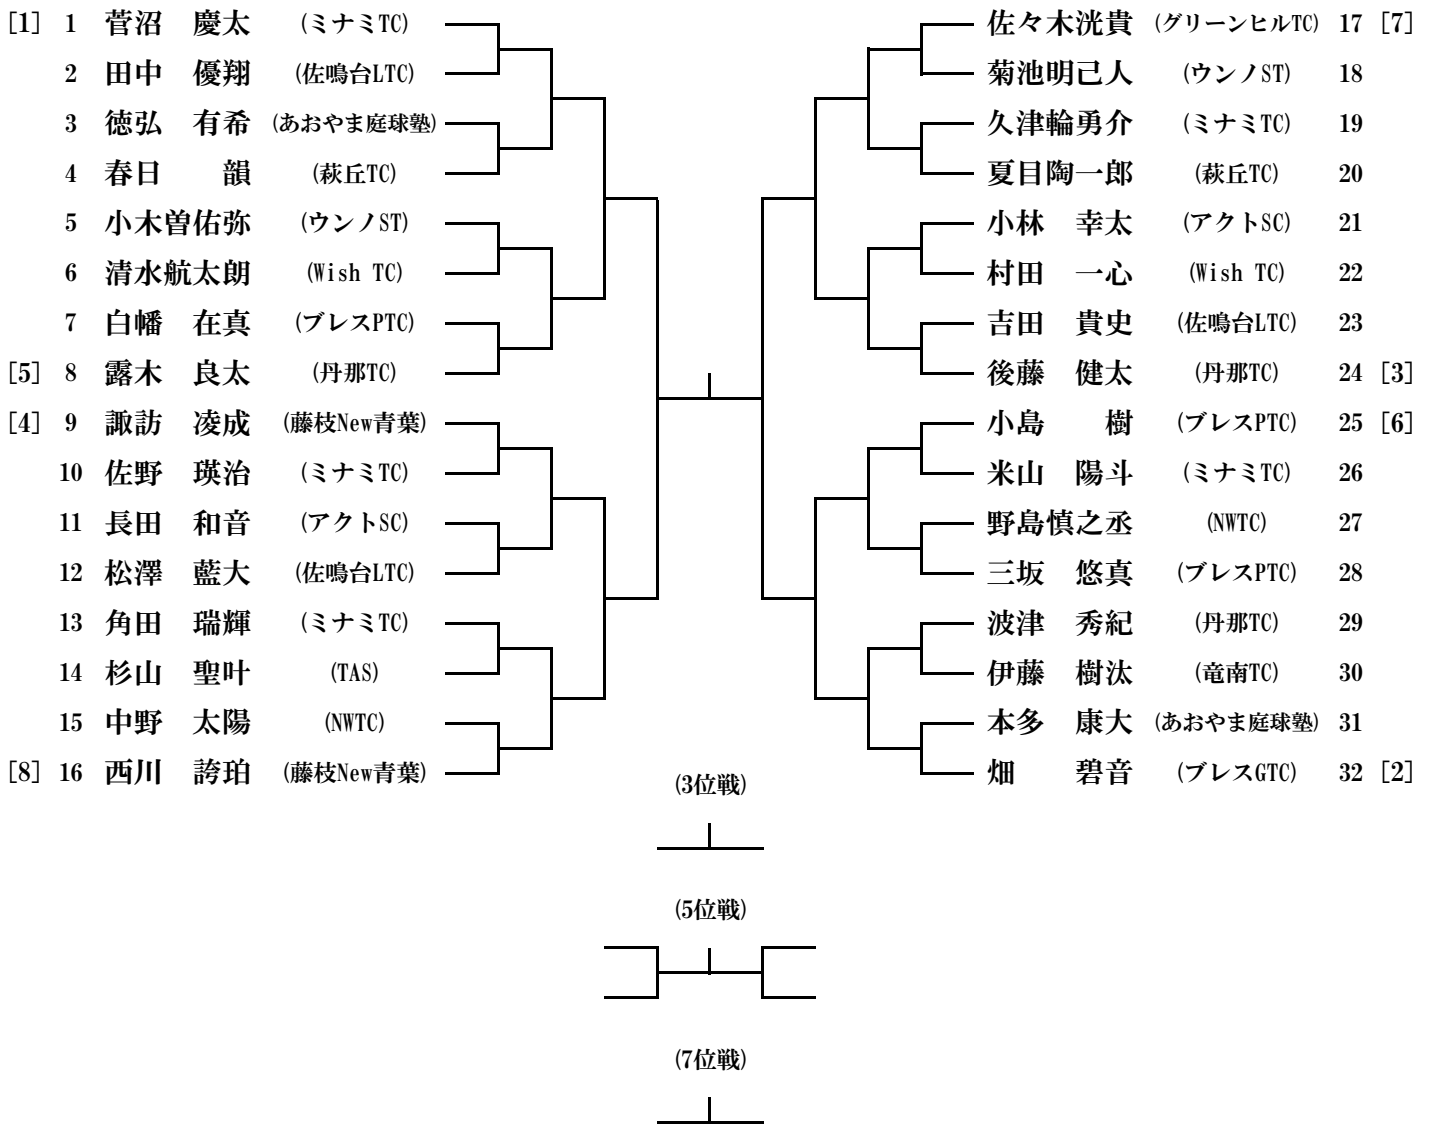 [1] 1 菅沼　慶太 (ミナミTC)
2 田中　優翔 (佐鳴台LTC)
3 徳弘　有希 (あおやま庭球塾)
4 春日　　韻 (萩丘TC)
5 小木曽佑弥 (ウンノST)
6 清水航太朗 (Wish TC)
7 白幡　在真 (ブレスPTC)
[5] 8 露木　良太 (丹那TC)
[4] 9 諏訪　凌成 (藤枝New青葉)
10 佐野　瑛治 (ミナミTC)
11 長田　和音 (アクトSC)
12 松澤　藍大 (佐鳴台LTC)
13 角田　瑞輝 (ミナミTC)
14 杉山　聖叶 (TAS)
15 中野　太陽 (NWTC)
[8] 16 西川　誇珀 (藤枝New青葉)
佐々木洸貴 (グリーンヒルTC) 17 [7]
菊池明己人 (ウンノST) 18
久津輪勇介 (ミナミTC) 19
夏目陶一郎 (萩丘TC) 20
小林　幸太 (アクトSC) 21
村田　一心 (Wish TC) 22
吉田　貴史 (佐鳴台LTC) 23
後藤　健太 (丹那TC) 24 [3]
小島　　樹 (ブレスPTC) 25 [6]
米山　陽斗 (ミナミTC) 26
野島慎之丞 (NWTC) 27
三坂　悠真 (ブレスPTC) 28
波津　秀紀 (丹那TC) 29
伊藤　樹汰 (竜南TC) 30
本多　康大 (あおやま庭球塾) 31
畑　　碧音 (ブレスGTC) 32 [2]
(3位戦)
(5位戦)
(7位戦)